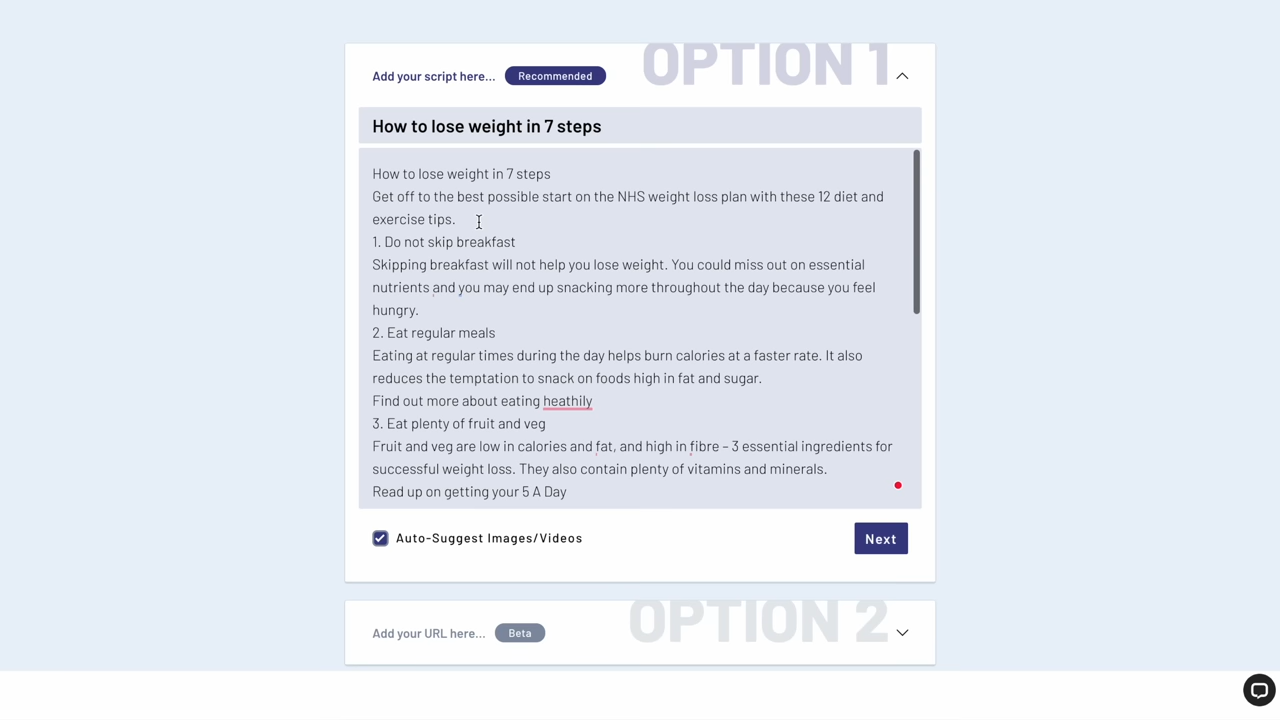 OPTION 1
Add your script here...
Recommended
How to lose weight in 7 steps
How to lose weight in 7 steps
Get off to the best possible start on the NHS weight loss plan with these 12 diet and
exercise tips.
1. Do not skip breakfast
Skipping breakfast will not help you lose weight. You could miss out on essential
nutrients and you may end up snacking more throughout the day because you feel
hungry.
2. Eat regular meals
Eating at regular times during the day helps burn calories at a faster rate. It also
reduces the temptation to snack on foods high in fat and sugar.
Find out more about eating heathily
3. Eat plenty of fruit and veg
Fruit and veg are low in calories and fat, and high in fibre – 3 essential ingredients for
successful weight loss. They also contain plenty of vitamins and minerals.
Read up on getting your 5 A Day
Auto-Suggest Images/Videos
Next
OPTION 2
Add your URL here...
Beta